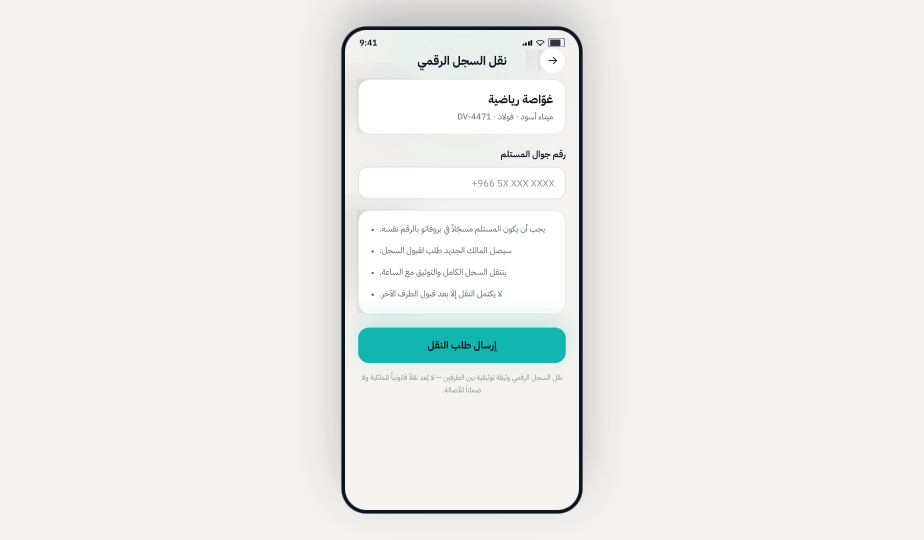 9:41
نقل السجل الرقمي
غوّاصة رياضية
ميناء أسود · فولاذ · DV-4471
رقم جوال المستلم
+966 5X XXX XXXX
يجب أن يكون المستلم مسجّلاً في بروفاتو بالرقم نفسه.
سيصل المالك الجديد طلب لقبول السجل.
ينتقل السجل الكامل والتوثيق مع الساعة.
لا يكتمل النقل إلا بعد قبول الطرف الآخر.
إرسال طلب النقل
نقل السجل الرقمي وثيقة توثيقية بين الطرفين — لا يُعد نقلاً قانونياً للملكية ولا
ضماناً للأصالة.